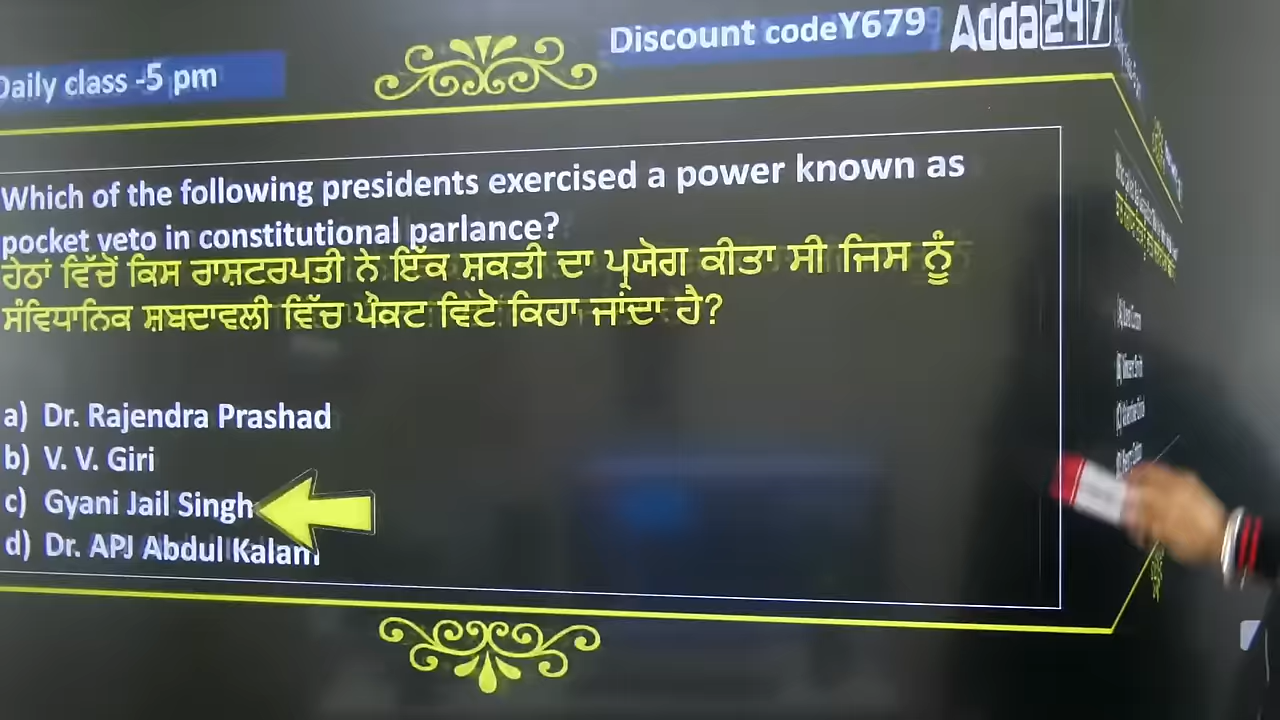 Daily class -5 pm
Discount codeY679
Adda247
Which of the following presidents exercised a power known as
pocket veto in constitutional parlance?
ਹੇਠਾਂ ਵਿੱਚੋਂ ਕਿਸ ਰਾਸ਼ਟਰਪਤੀ ਨੇ ਇੱਕ ਸ਼ਕਤੀ ਦਾ ਪ੍ਰਯੋਗ ਕੀਤਾ ਸੀ ਜਿਸ ਨੂੰ
ਸੰਵਿਧਾਨਿਕ ਸ਼ਬਦਾਵਲੀ ਵਿੱਚ ਪੌਕਟ ਵਿਟੋ ਕਿਹਾ ਜਾਂਦਾ ਹੈ?
a) Dr. Rajendra Prashad
b) V. V. Giri
c) Gyani Jail Singh
d) Dr. APJ Abdul Kalam